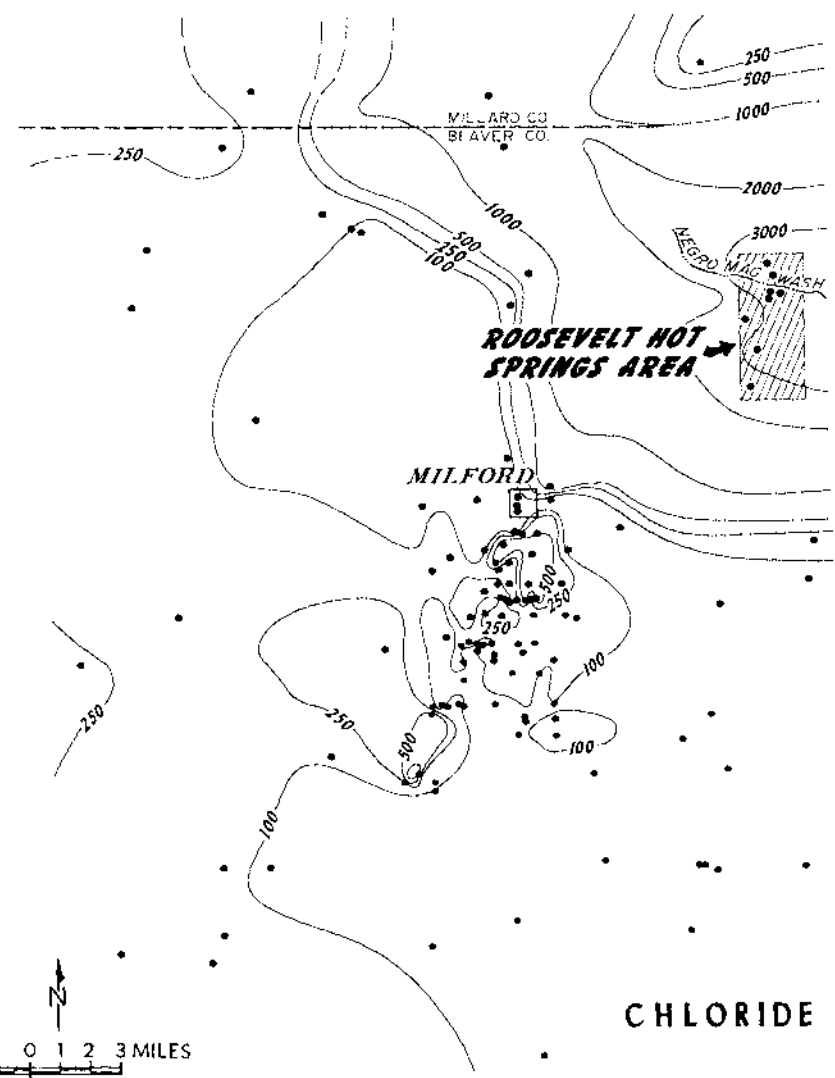 250
500
1000
MILLARD CO
BEAVER CO.
250
2000
1000
3000
500
250
100
NEGRO MAG WASH
ROOSEVELT HOT
SPRINGS AREA
MILFORD
500
250
250
100
250
250
500
100
100
N
CHLORIDE
0 1 2 3 MILES